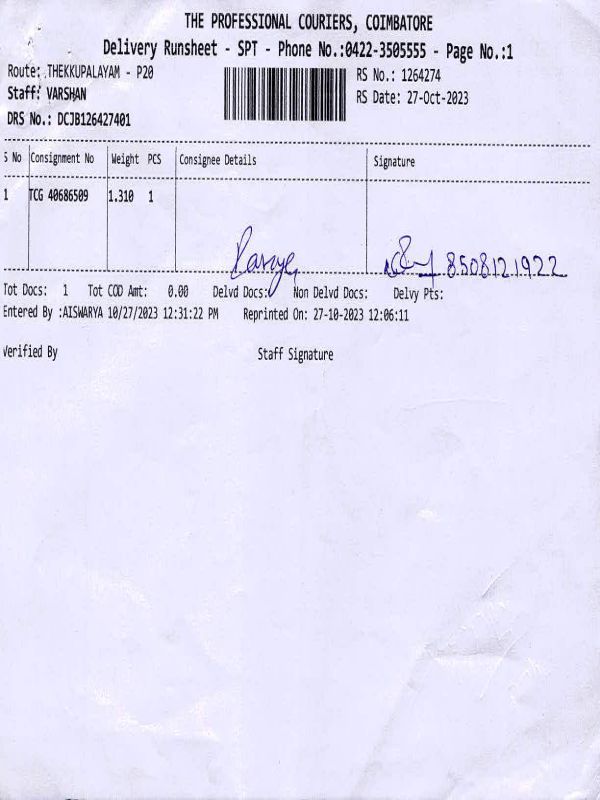 THE PROFESSIONAL COURIERS, COIMBATORE
Delivery Runsheet - SPT - Phone No.:0422-3505555 - Page No.:1
Route: THEKKUPALAYAM - P20
RS No.: 1264274
Staff: VARSHAN
RS Date: 27-Oct-2023
DRS No.: DCJB126427401
S No Consignment No Weight PCS Consignee Details Signature
1 TCG 40686509 1.310 1
8508121922
Tot Docs: 1 Tot COD Amt: 0.00 Delvd Docs: Non Delvd Docs: Delvy Pts:
Entered By :AISWARYA 10/27/2023 12:31:22 PM Reprinted On: 27-10-2023 12:06:11
Verified By Staff Signature